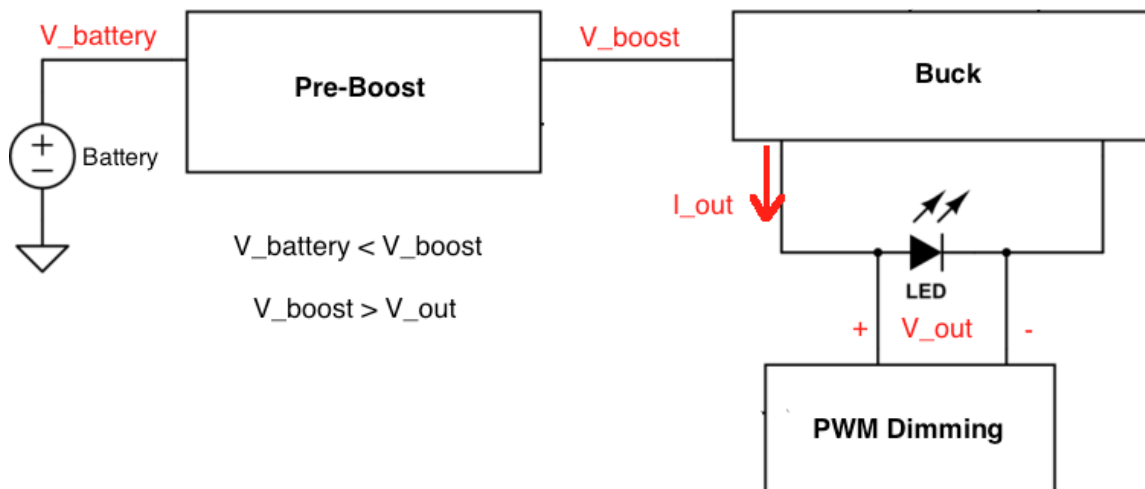 V_battery
V_boost
Pre-Boost
Buck
+
−
Battery
I_out
V_battery < V_boost
V_boost > V_out
LED
+ V_out -
PWM Dimming